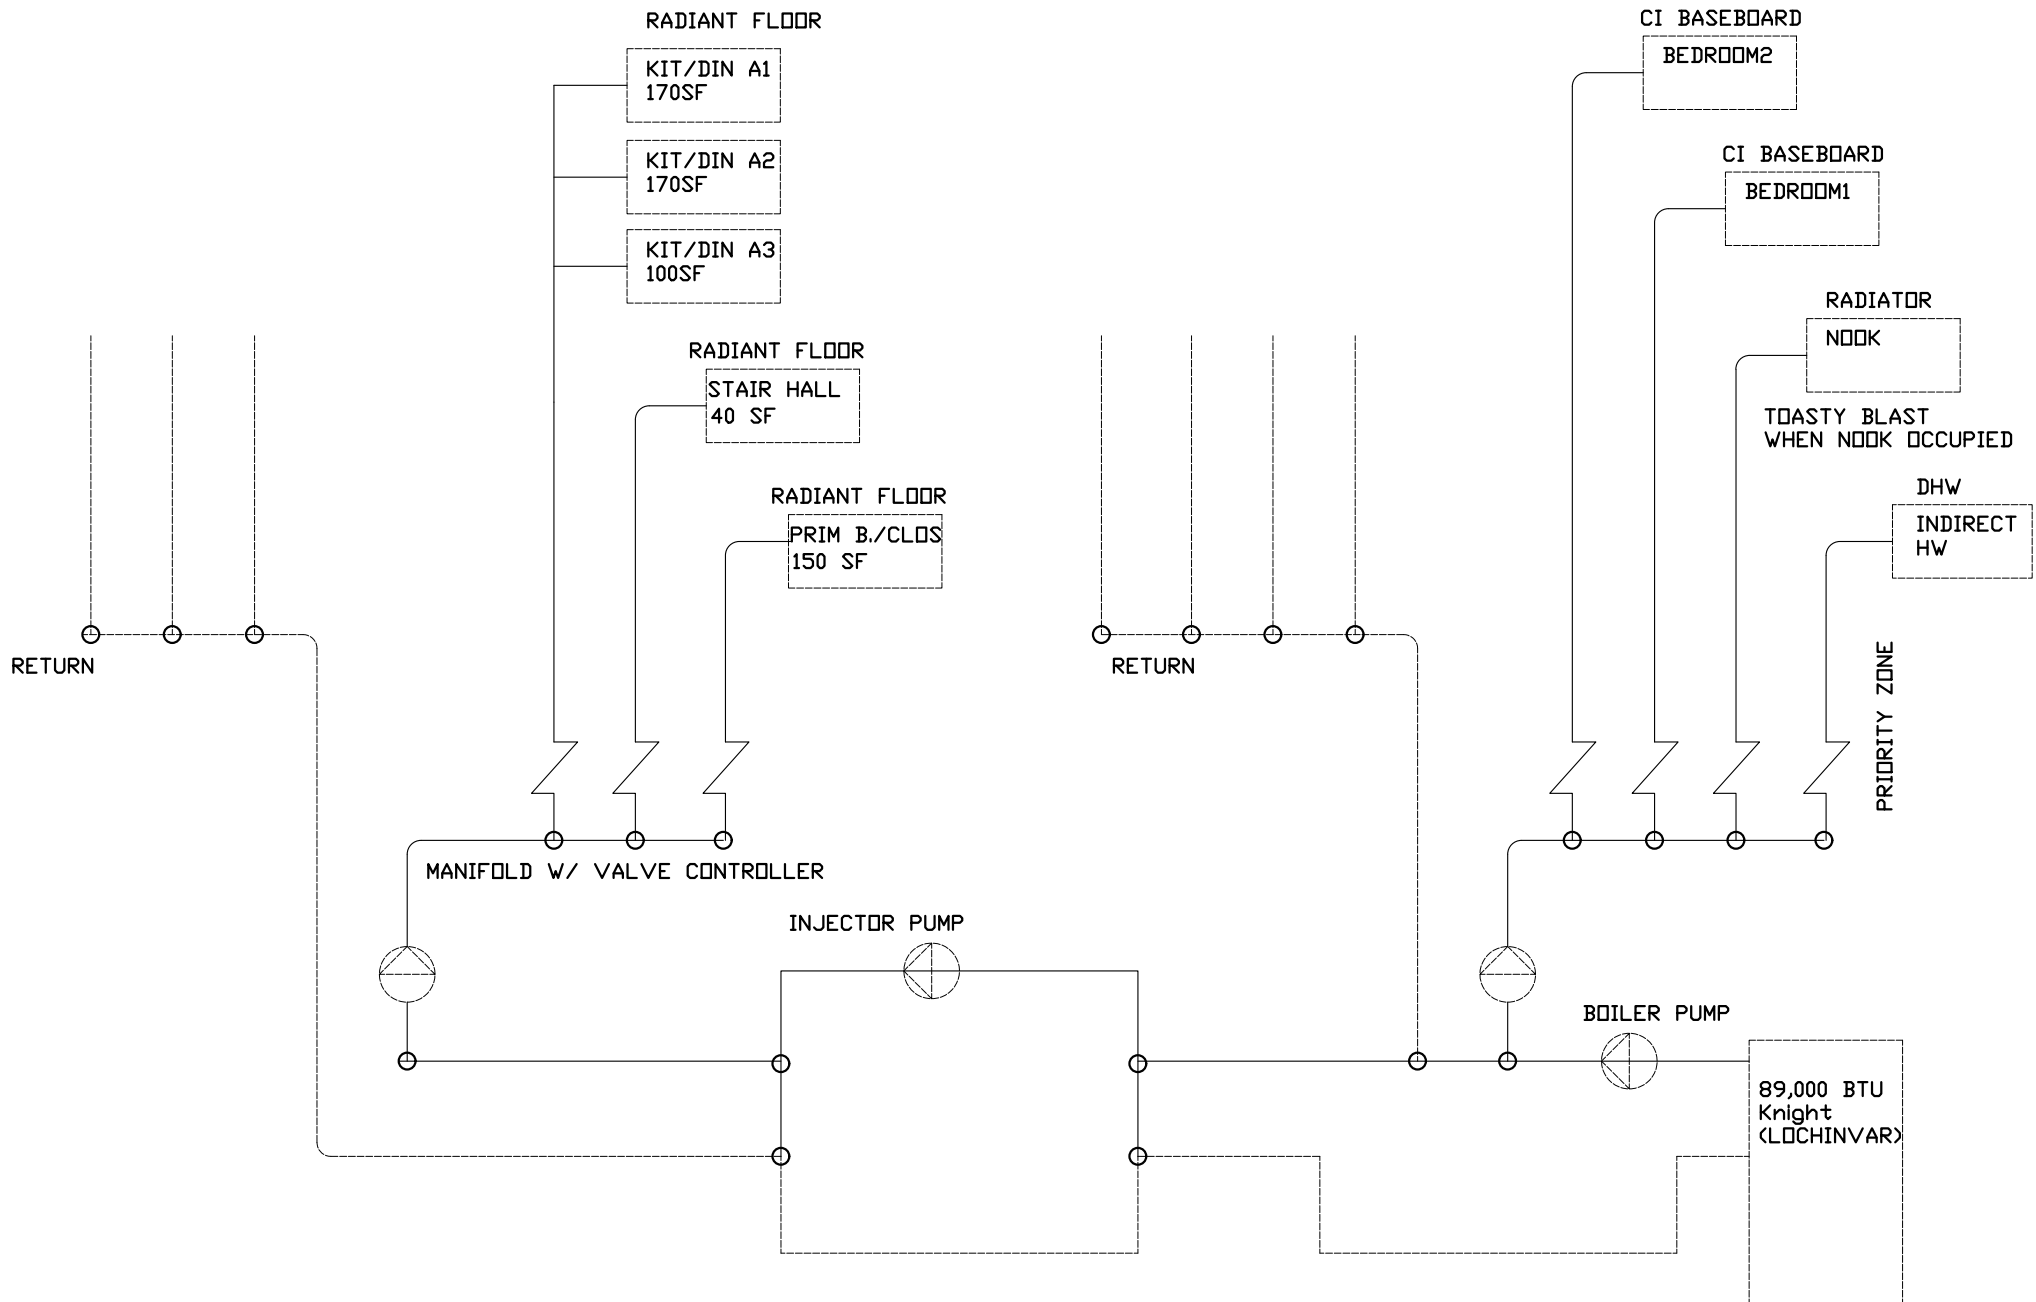 RADIANT FLOOR
KIT/DIN A1
170SF
KIT/DIN A2
170SF
KIT/DIN A3
100SF
RADIANT FLOOR
STAIR HALL
40 SF
RADIANT FLOOR
PRIM B./CLOS
150 SF
RETURN
MANIFOLD W/ VALVE CONTROLLER
INJECTOR PUMP
CI BASEBOARD
BEDROOM2
CI BASEBOARD
BEDROOM1
RADIATOR
NOOK
TOASTY BLAST
WHEN NOOK OCCUPIED
DHW
INDIRECT
HW
RETURN
PRIORITY ZONE
BOILER PUMP
89,000 BTU
Knight
(LOCHINVAR)